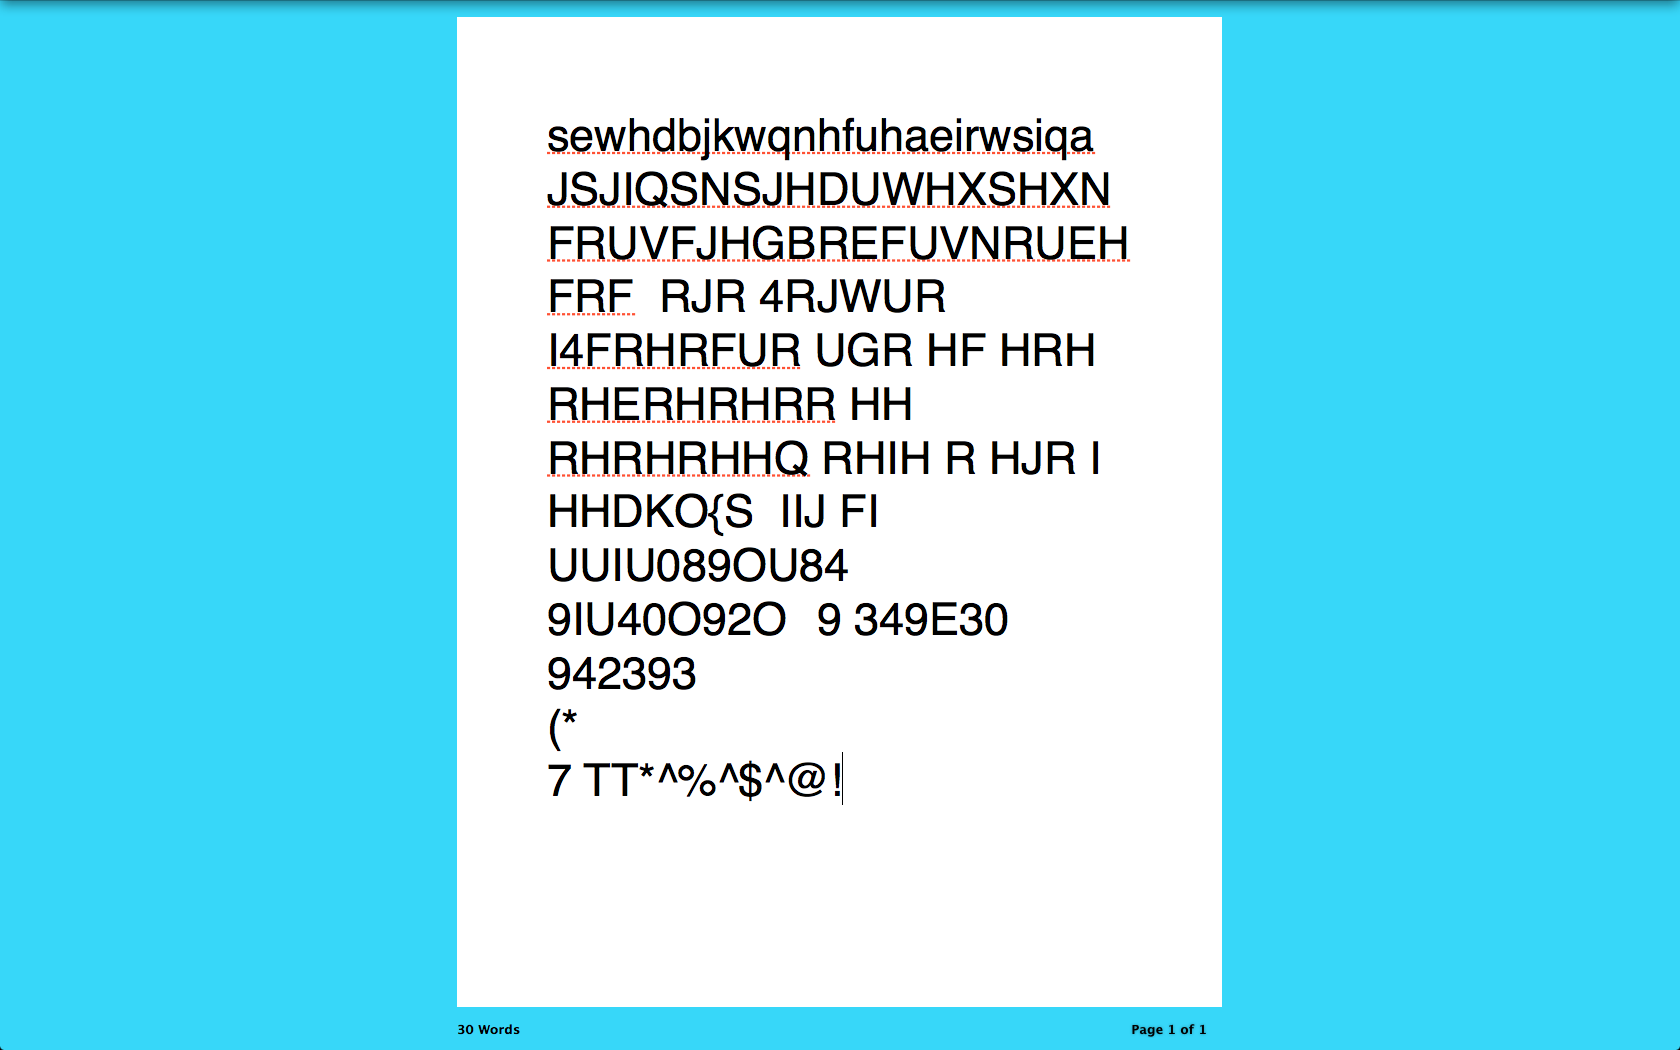 sewhdbjkwqnhfuhaeirwsiqa
JSJIQSNSJHDUWHXSHXN
FRUVFJHGBREFUVNRUEH
FRF  RJR 4RJWUR
I4FRHRFUR UGR HF HRH
RHERHRHRR HH
RHRHRHHQ RHIH R HJR I
HHDKO{S  IIJ FI
UUIU089OU84
9IU40O92O  9 349E30
942393
(*
7 TT*^%^$^@!
30 Words
Page 1 of 1